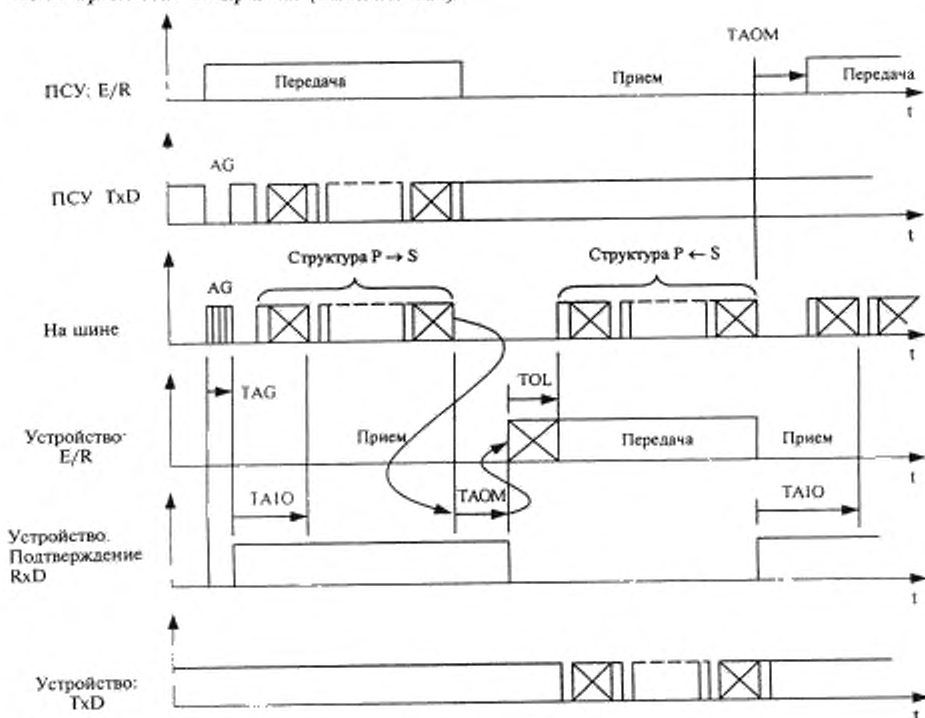 TAOM
ПСУ: E/R
Передача
Прием
Передача
t
AG
ПСУ TxD
t
Структура P → S
Структура P ← S
AG
На шине
t
TAG
TOL
Устройство:
E/R
Прием
Передача
Прием
t
TAIO
TAOM
TAIO
Устройство.
Подтверждение
RxD
t
Устройство:
TxD
t